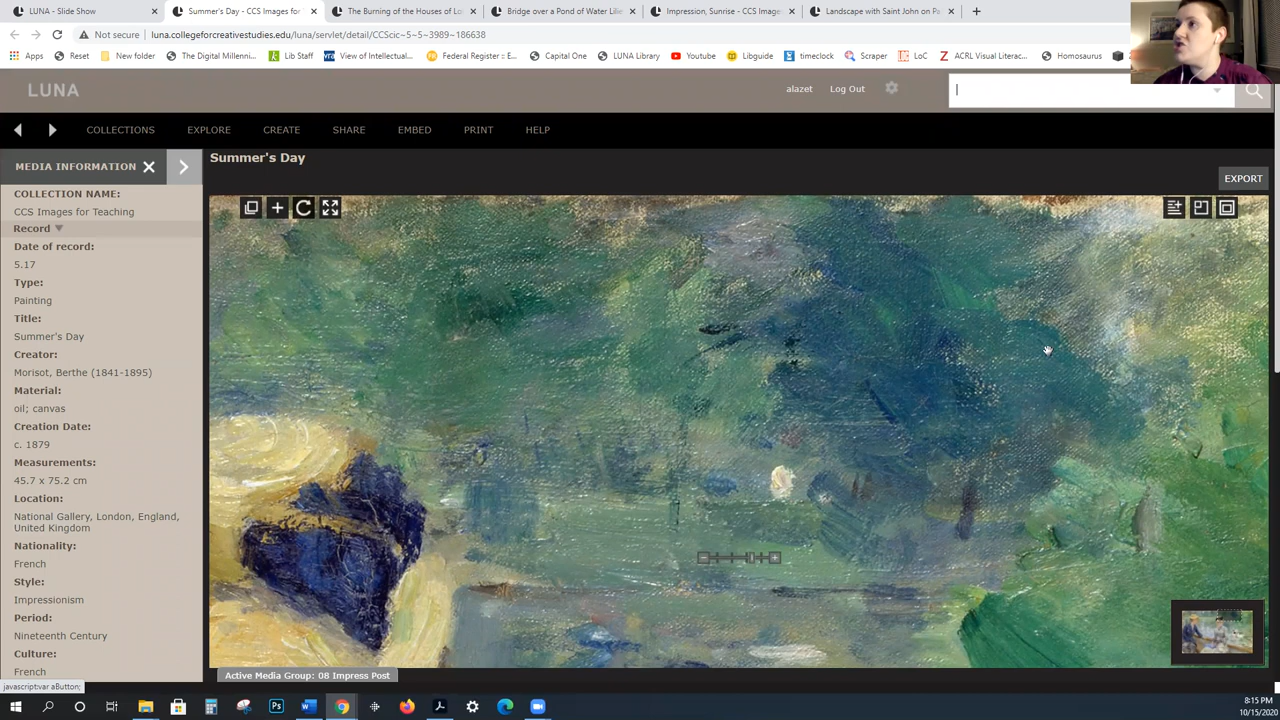 LUNA - Slide Show
Summer's Day - CCS Images for
The Burning of the Houses of Lo
Bridge over a Pond of Water Lilie
Impression, Sunrise - CCS Images
Landscape with Saint John on Pa
Not secure
luna.collegeforcreativestudies.edu/luna/servlet/detail/CCScic~5~5~3989~186638
Apps
Reset
New folder
The Digital Millenni...
Lib Staff
View of Intellectual...
Federal Register :: E...
Capital One
LUNA Library
YouTube
Libguide
timeclock
Scraper
LoC
ACRL Visual Literac...
Homosaurus
LUNA
alazet
Log Out
COLLECTIONS
EXPLORE
CREATE
SHARE
EMBED
PRINT
HELP
MEDIA INFORMATION
Summer's Day
EXPORT
COLLECTION NAME:
CCS Images for Teaching
Record
Date of record:
5.17
Type:
Painting
Title:
Summer's Day
Creator:
Morisot, Berthe (1841-1895)
Material:
oil; canvas
Creation Date:
c. 1879
Measurements:
45.7 x 75.2 cm
Location:
National Gallery, London, England,
United Kingdom
Nationality:
French
Style:
Impressionism
Period:
Nineteenth Century
Culture:
French
Active Media Group: 08 Impress Post
javascript:var aButton;
8:15 PM
10/15/2020